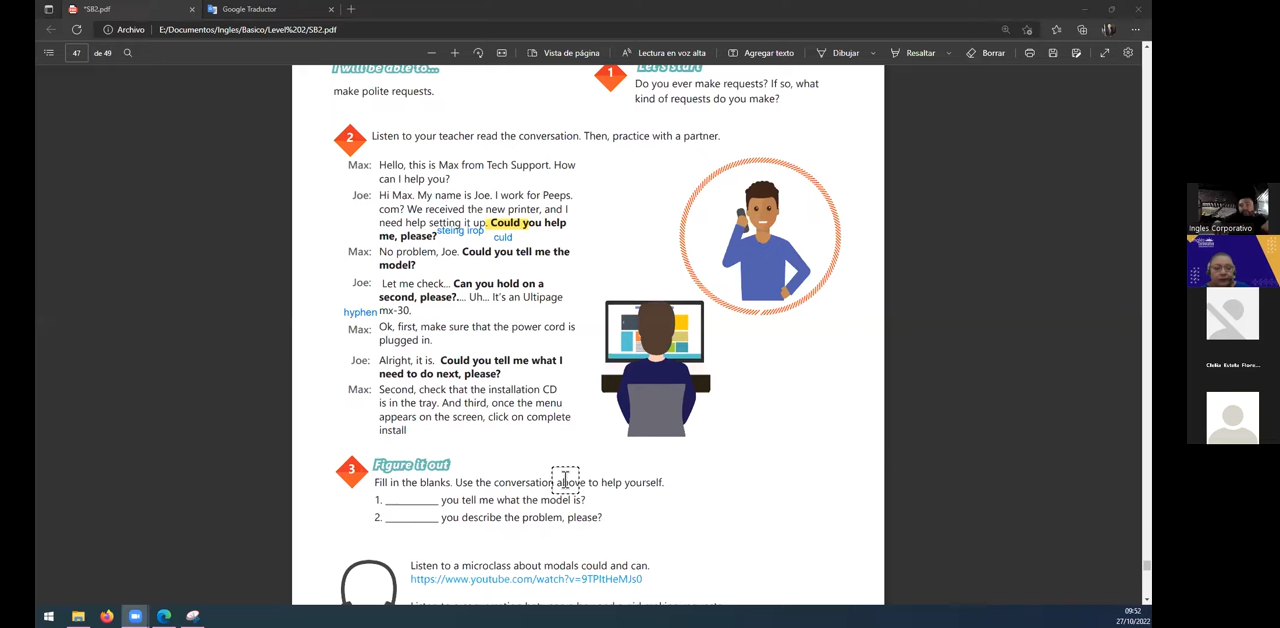 *SB2.pdf
Google Traductor
Archivo
E:/Documentos/Ingles/Basico/Level%202/SB2.pdf
47 de 49
Vista de página
Lectura en voz alta
Agregar texto
Dibujar
Resaltar
Borrar
I will be able to...
make polite requests.
1
Let's start
Do you ever make requests? If so, what
kind of requests do you make?
2
Listen to your teacher read the conversation. Then, practice with a partner.
Max: Hello, this is Max from Tech Support. How
can I help you?
Joe: Hi Max. My name is Joe. I work for Peeps.
com? We received the new printer, and I
need help setting it up. Could you help
me, please?
steing irop
culd
Max: No problem, Joe. Could you tell me the
model?
Joe: Let me check... Can you hold on a
second, please?.... Uh... It's an Ultipage
hyphen mx-30.
Max: Ok, first, make sure that the power cord is
plugged in.
Joe: Alright, it is. Could you tell me what I
need to do next, please?
Max: Second, check that the installation CD
is in the tray. And third, once the menu
appears on the screen, click on complete
install
3
Figure it out
Fill in the blanks. Use the conversation above to help yourself.
1. __________ you tell me what the model is?
2. __________ you describe the problem, please?
Listen to a microclass about modals could and can.
https://www.youtube.com/watch?v=9TPItHeMJs0
Ingles Corporativo
09:52
27/10/2022